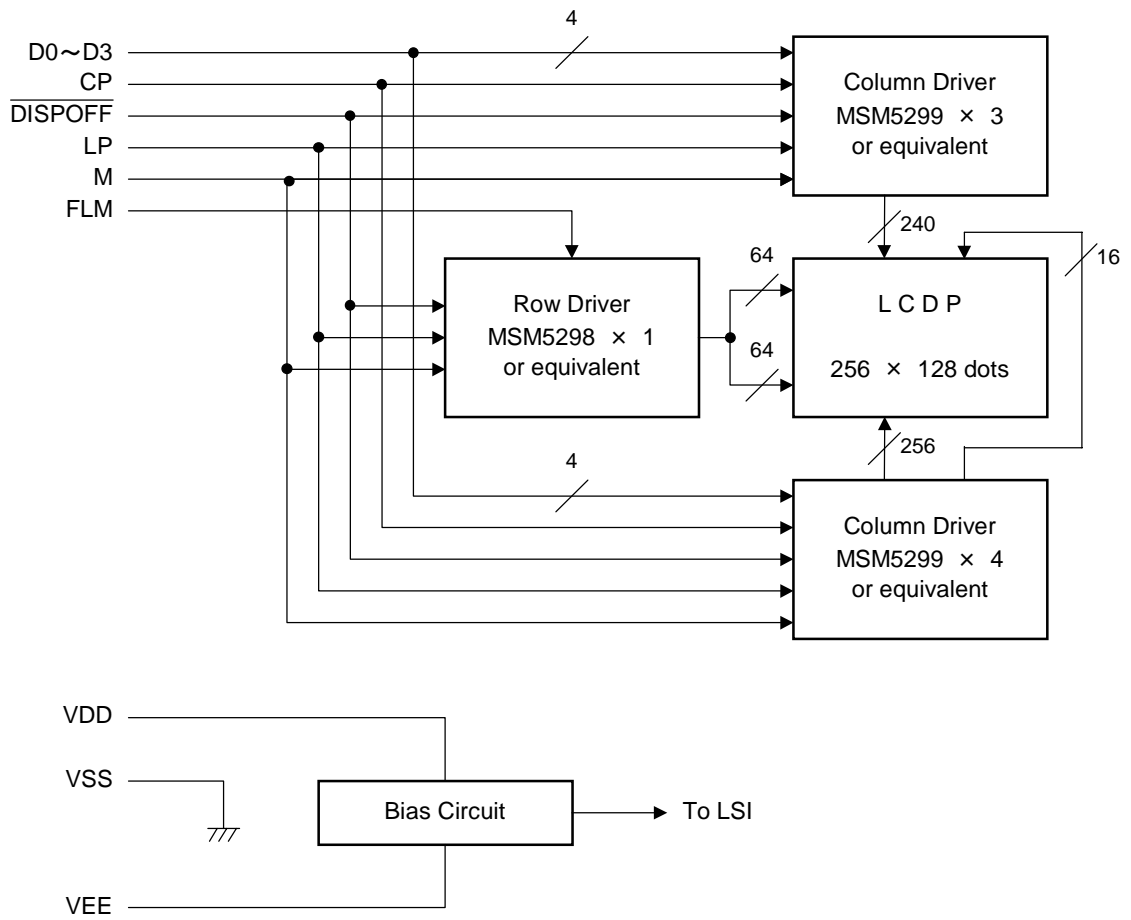 4
D0～D3
CP
DISPOFF
LP
M
FLM
Column Driver
MSM5299 × 3
or equivalent
240
16
64
64
Row Driver
MSM5298 × 1
or equivalent
L C D P
256 × 128 dots
256
4
Column Driver
MSM5299 × 4
or equivalent
VDD
VSS
Bias Circuit
To LSI
VEE